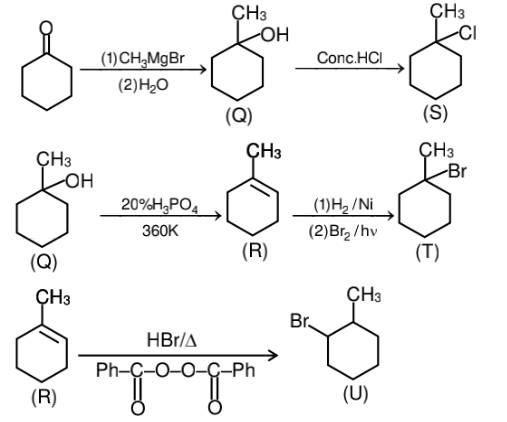 O
(1)CH₃MgBr
(2)H₂O
CH₃
OH
(Q)
Conc.HCl
CH₃
Cl
(S)
CH₃
OH
(Q)
20%H₃PO₄
360K
CH₃
(R)
(1)H₂/Ni
(2)Br₂/hν
CH₃
Br
(T)
CH₃
(R)
HBr/Δ
Ph–C–O–O–C–Ph
O O
CH₃
Br
(U)